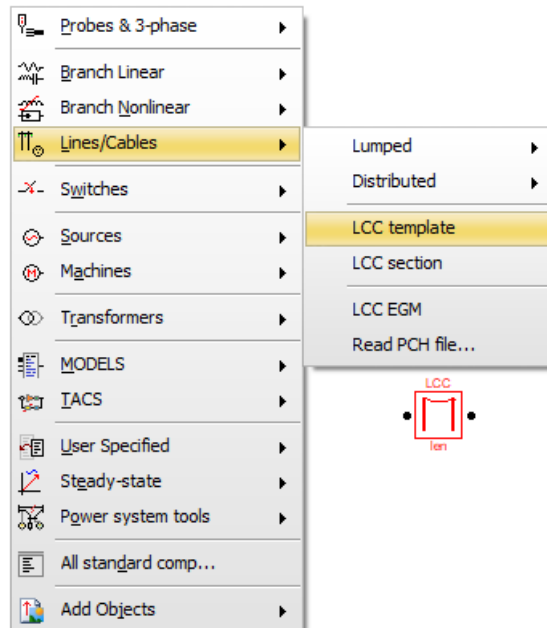 Probes & 3-phase
Branch Linear
Branch Nonlinear
Lines/Cables
Switches
Sources
Machines
Transformers
MODELS
TACS
User Specified
Steady-state
Power system tools
All standard comp...
Add Objects
Lumped
Distributed
LCC template
LCC section
LCC EGM
Read PCH file...
LCC
len